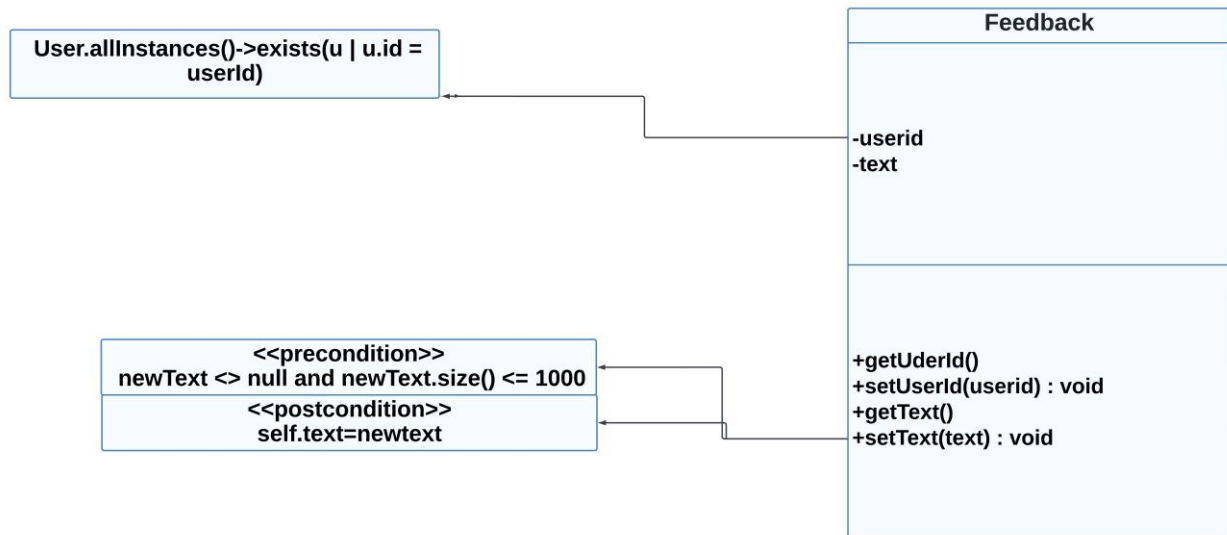 Feedback
User.allInstances()->exists(u | u.id =
userId)
-userid
-text
<<precondition>>
newText <> null and newText.size() <= 1000
<<postcondition>>
self.text=newtext
+getUderId()
+setUserId(userid) : void
+getText()
+setText(text) : void